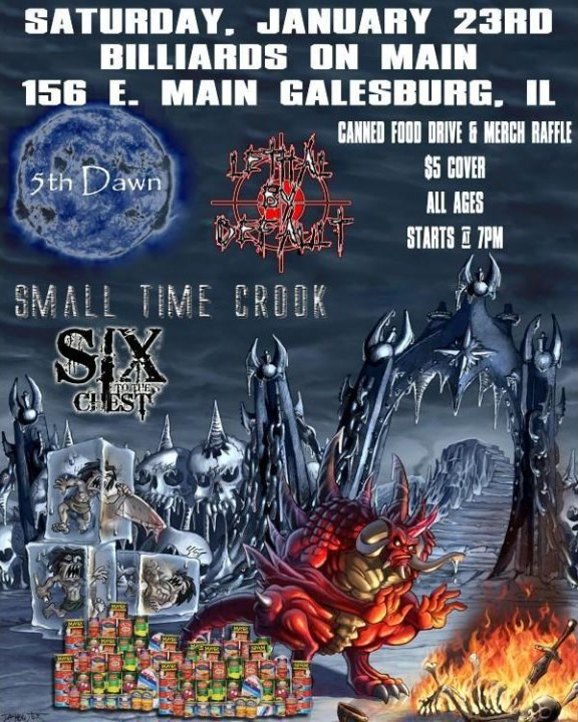 SATURDAY, JANUARY 23RD
BILLIARDS ON MAIN
156 E. MAIN GALESBURG, IL
CANNED FOOD DRIVE & MERCH RAFFLE
$5 COVER
ALL AGES
STARTS @ 7PM
5th Dawn
LETHAL
BY
DEFAULT
SMALL TIME CROOK
SIX
TO THE
CHEST